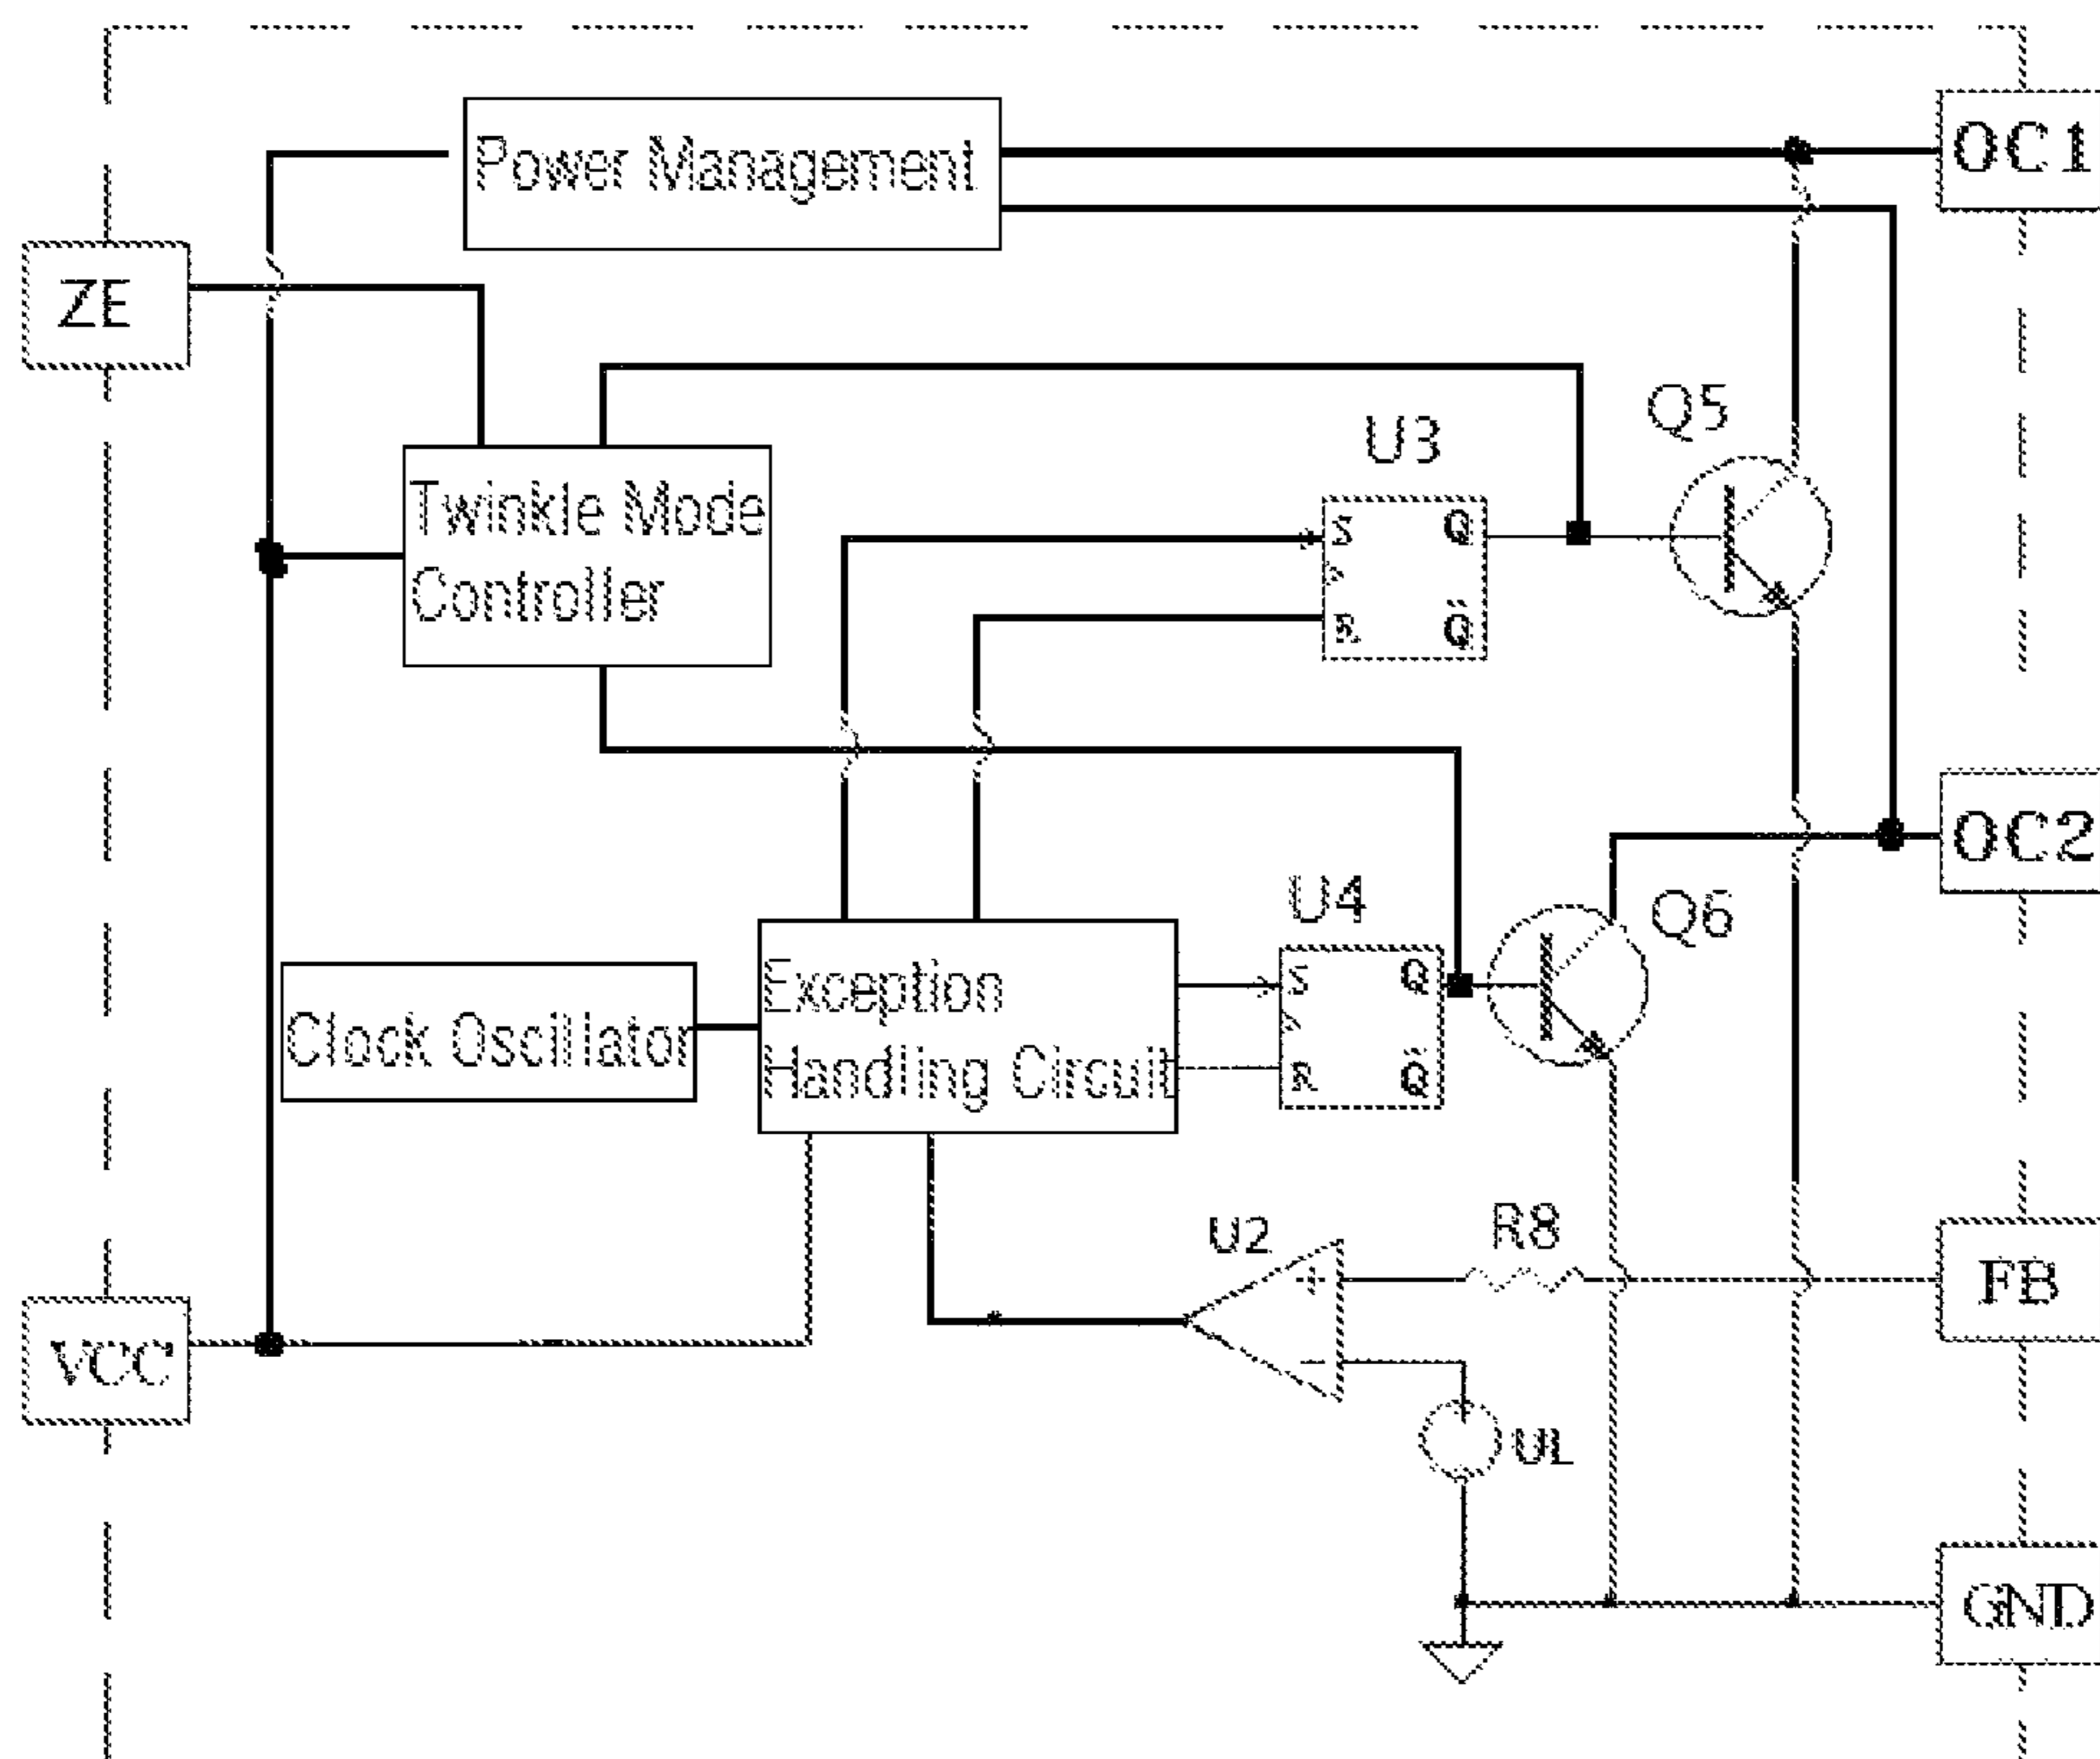 Power Management
OC1
ZE
Q5
U3
Twinkle Mode
Controller
S Q
R Q̄
OC2
U4
Q6
Exception
Handling Circuit
Clock Oscillator
S Q
R Q̄
U2
R8
+
FB
VCC
−
UL
GND